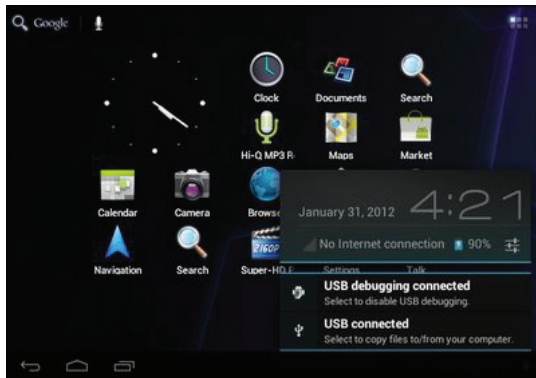 Google
Clock
Documents
Search
Hi-Q MP3 R
Maps
Market
Calendar
Camera
Browse
January 31, 2012
4:21
No Internet connection
90%
Navigation
Search
Super-HD
2160P
Settings
Talk
USB debugging connected
Select to disable USB debugging.
USB connected
Select to copy files to/from your computer.